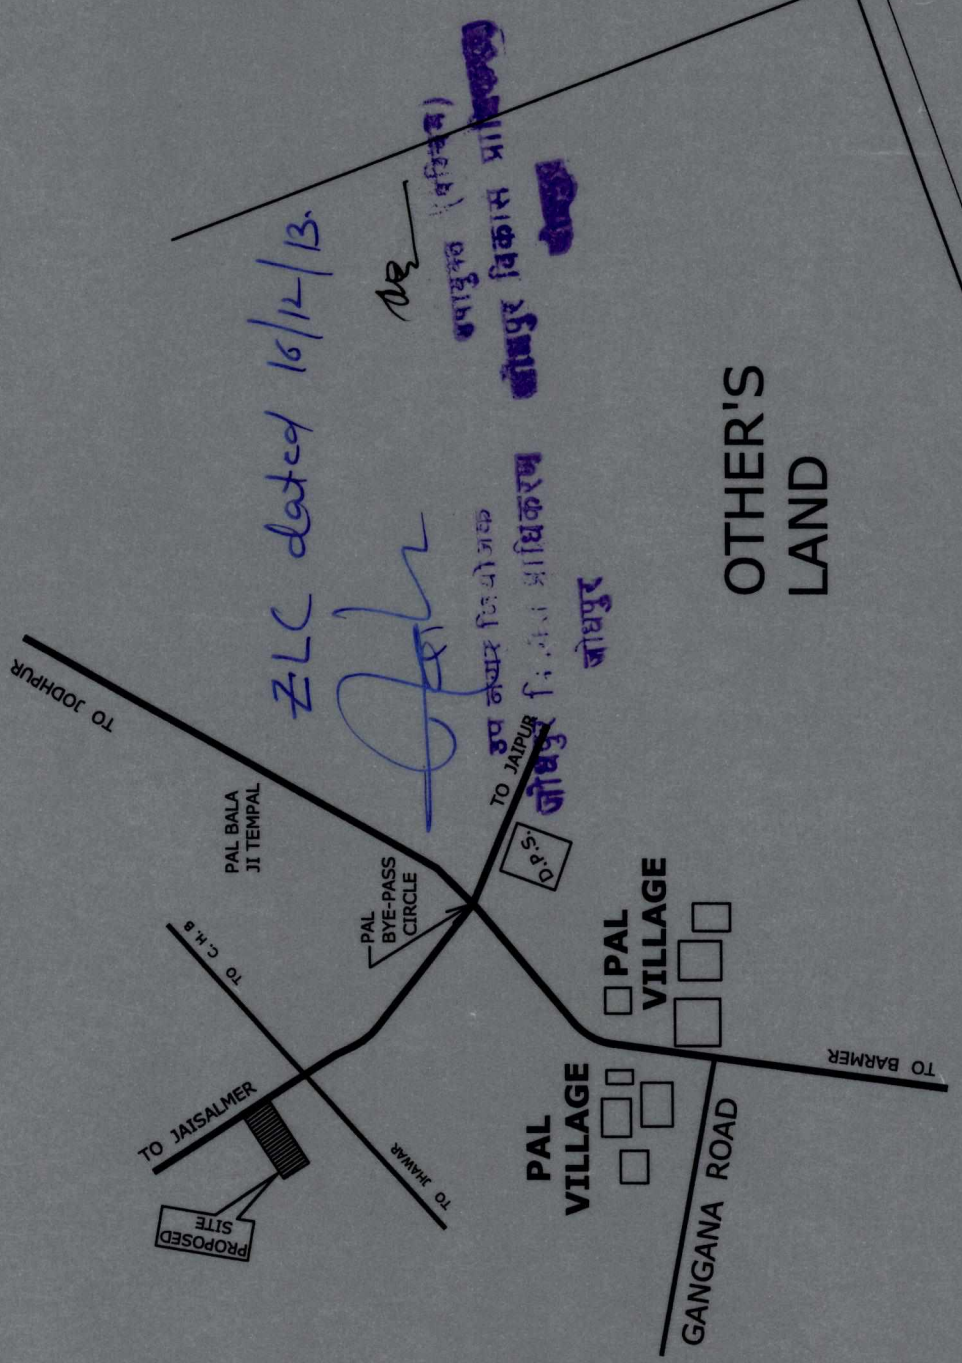 ZLC dated 16/12/13.
उप नगर नियोजक
जोधपुर विकास प्राधिकरण
जोधपुर
उपायुक्त (पश्चिम)
जोधपुर विकास
TO JODHPUR
PAL BALA
JI TEMPAL
TO JAIPUR
D.P.S.
PAL
BYE-PASS
CIRCLE
TO C.H.B
TO JAISALMER
PROPOSED
SITE
TO JHAWAR
PAL
VILLAGE
PAL
VILLAGE
TO BARMER
GANGANA ROAD
OTHER'S
LAND